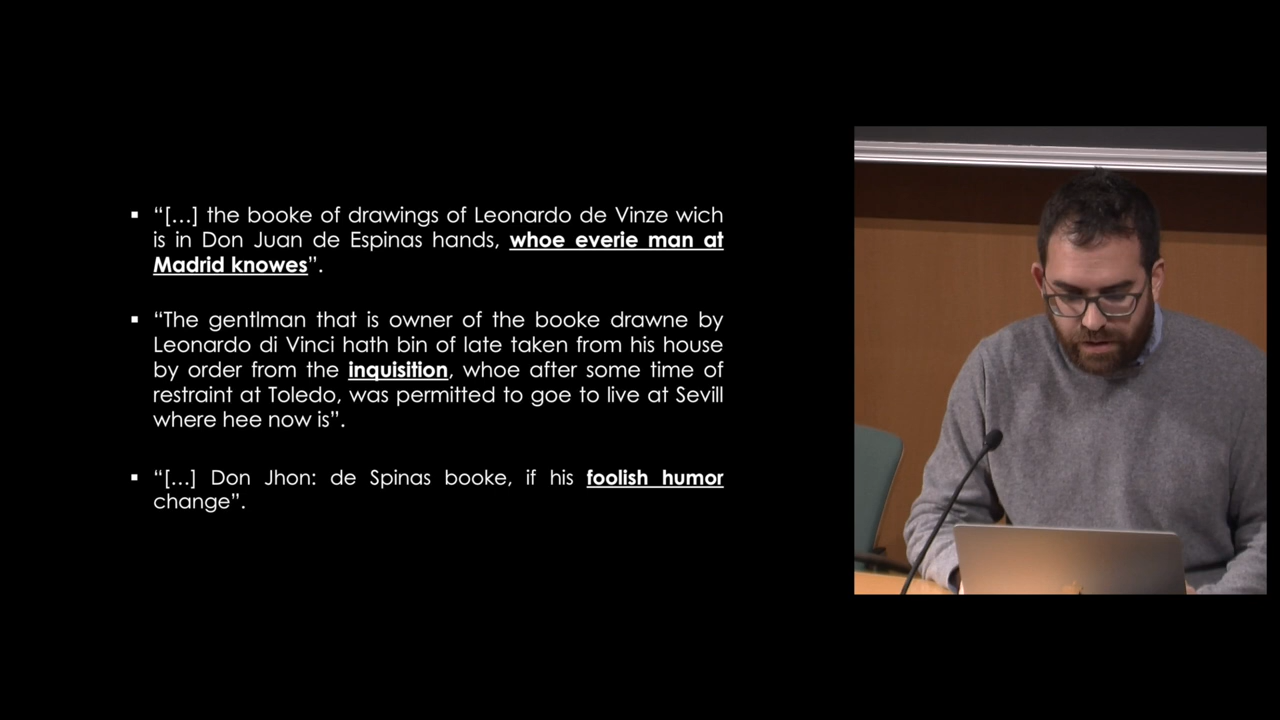 ▪ “[...] the booke of drawings of Leonardo de Vinze wich
is in Don Juan de Espinas hands, whoe everie man at
Madrid knowes”.
▪ “The gentlman that is owner of the booke drawne by
Leonardo di Vinci hath bin of late taken from his house
by order from the inquisition, whoe after some time of
restraint at Toledo, was permitted to goe to live at Sevill
where hee now is”.
▪ “[...] Don Jhon: de Spinas booke, if his foolish humor
change”.